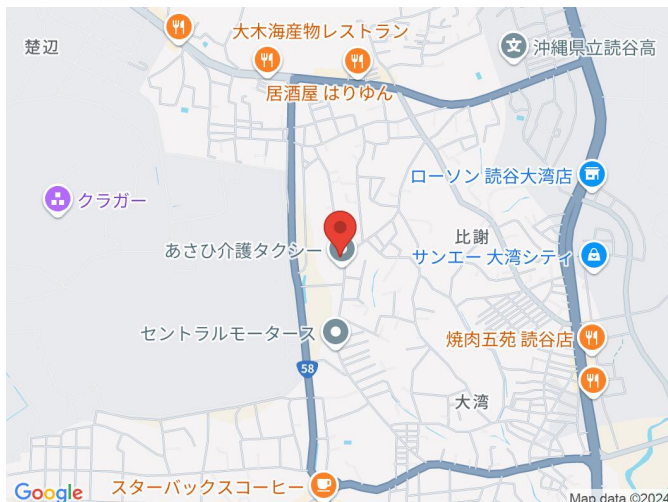 大木海産物レストラン
楚辺
沖縄県立読谷高
居酒屋 はりゆん
ローソン 読谷大湾店
クラガー
比謝
あさひ介護タクシー
サンエー 大湾シティ
セントラルモータース
焼肉五苑 読谷店
58
大湾
スターバックスコーヒー
Google
Map data ©2024